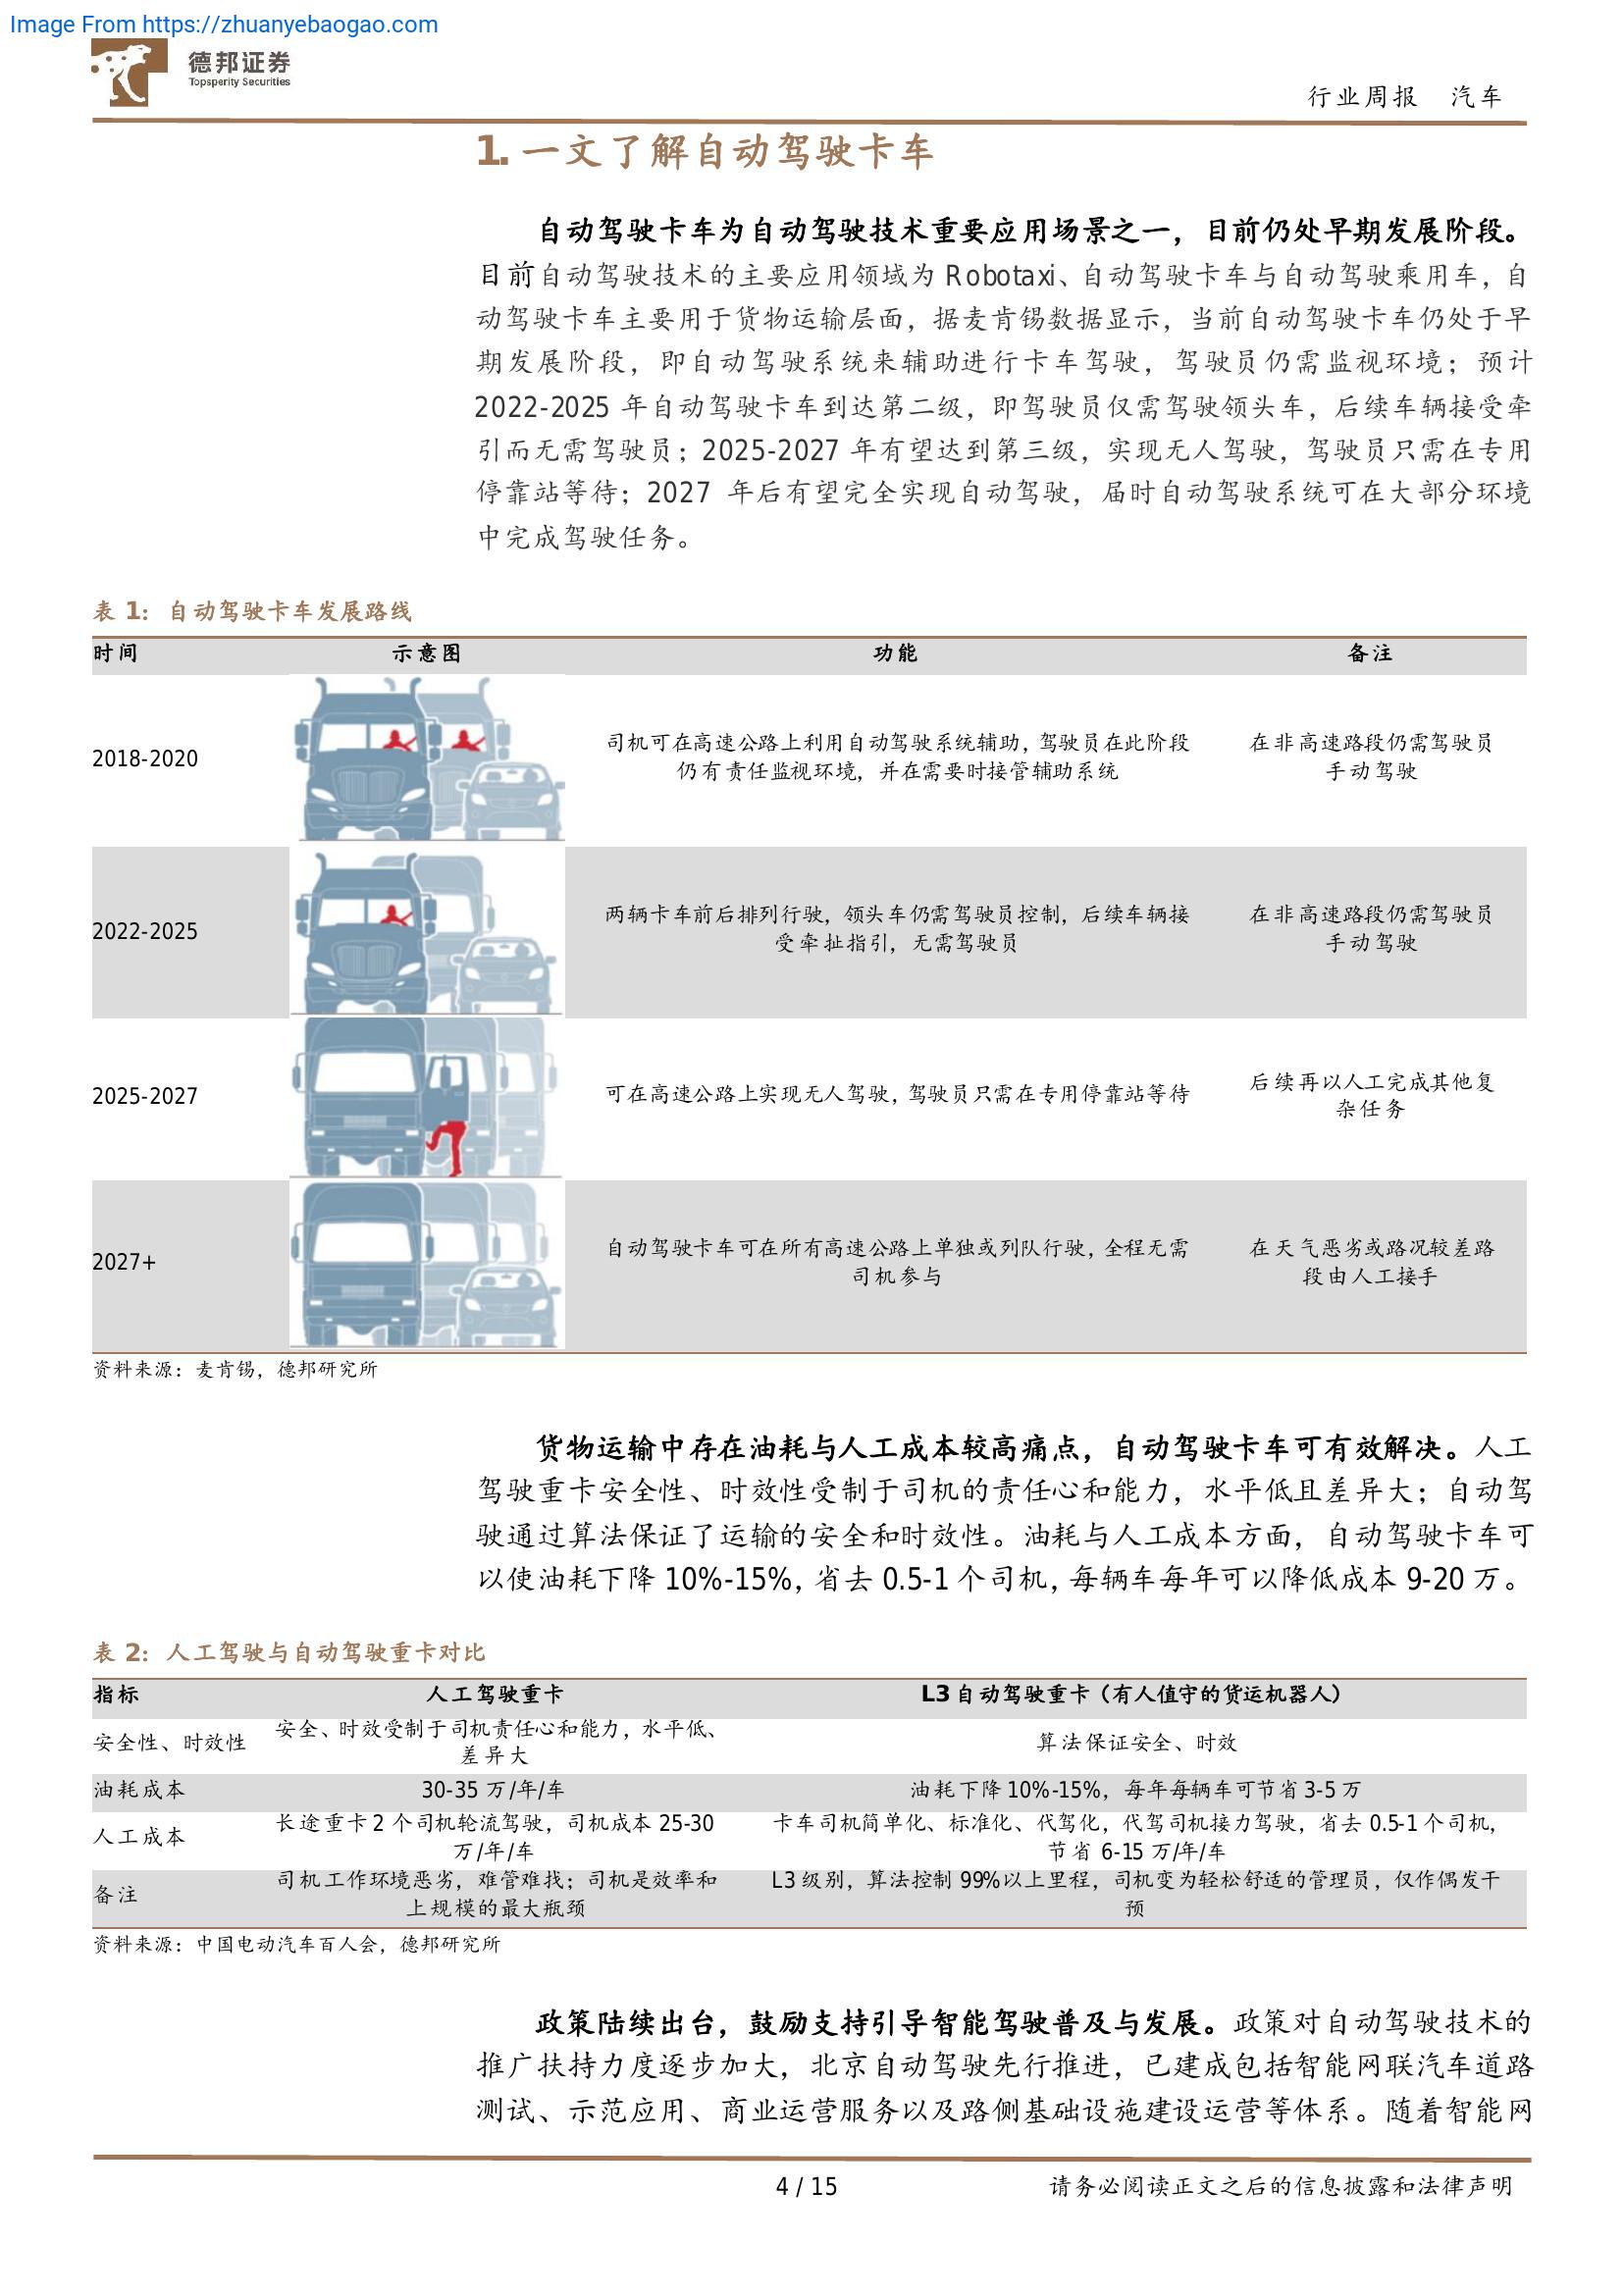 Image From https://zhuanyebaogao.com
德邦证券
Topsperity Securities
行业周报 汽车
1. 一文了解自动驾驶卡车
自动驾驶卡车为自动驾驶技术重要应用场景之一，目前仍处早期发展阶段。
目前自动驾驶技术的主要应用领域为 Robotaxi、自动驾驶卡车与自动驾驶乘用车，自
动驾驶卡车主要用于货物运输层面，据麦肯锡数据显示，当前自动驾驶卡车仍处于早
期发展阶段，即自动驾驶系统来辅助进行卡车驾驶，驾驶员仍需监视环境；预计
2022-2025 年自动驾驶卡车到达第二级，即驾驶员仅需驾驶领头车，后续车辆接受牵
引而无需驾驶员；2025-2027 年有望达到第三级，实现无人驾驶，驾驶员只需在专用
停靠站等待；2027 年后有望完全实现自动驾驶，届时自动驾驶系统可在大部分环境
中完成驾驶任务。
表 1：自动驾驶卡车发展路线
时间 示意图 功能 备注
2018-2020 司机可在高速公路上利用自动驾驶系统辅助，驾驶员在此阶段 在非高速路段仍需驾驶员
仍有责任监视环境，并在需要时接管辅助系统 手动驾驶
2022-2025 两辆卡车前后排列行驶，领头车仍需驾驶员控制，后续车辆接 在非高速路段仍需驾驶员
受牵扯指引，无需驾驶员 手动驾驶
2025-2027 可在高速公路上实现无人驾驶，驾驶员只需在专用停靠站等待 后续再以人工完成其他复
杂任务
2027+ 自动驾驶卡车可在所有高速公路上单独或列队行驶，全程无需 在天气恶劣或路况较差路
司机参与 段由人工接手
资料来源：麦肯锡，德邦研究所
货物运输中存在油耗与人工成本较高痛点，自动驾驶卡车可有效解决。人工
驾驶重卡安全性、时效性受制于司机的责任心和能力，水平低且差异大；自动驾
驶通过算法保证了运输的安全和时效性。油耗与人工成本方面，自动驾驶卡车可
以使油耗下降 10%-15%，省去 0.5-1 个司机，每辆车每年可以降低成本 9-20 万。
表 2：人工驾驶与自动驾驶重卡对比
指标 人工驾驶重卡 L3 自动驾驶重卡（有人值守的货运机器人）
安全性、时效性 安全、时效受制于司机责任心和能力，水平低、 算法保证安全、时效
差异大
油耗成本 30-35 万/年/车 油耗下降 10%-15%，每年每辆车可节省 3-5 万
人工成本 长途重卡 2 个司机轮流驾驶，司机成本 25-30 卡车司机简单化、标准化、代驾化，代驾司机接力驾驶，省去 0.5-1 个司机，
万/年/车 节省 6-15 万/年/车
备注 司机工作环境恶劣，难管难找；司机是效率和 L3 级别，算法控制 99%以上里程，司机变为轻松舒适的管理员，仅作偶发干
上规模的最大瓶颈 预
资料来源：中国电动汽车百人会，德邦研究所
政策陆续出台，鼓励支持引导智能驾驶普及与发展。政策对自动驾驶技术的
推广扶持力度逐步加大，北京自动驾驶先行推进，已建成包括智能网联汽车道路
测试、示范应用、商业运营服务以及路侧基础设施建设运营等体系。随着智能网
4 / 15 请务必阅读正文之后的信息披露和法律声明